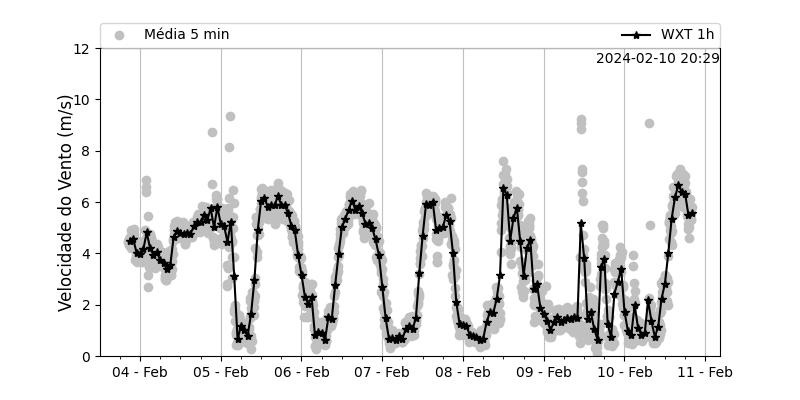 Média 5 min
WXT 1h
2024-02-10 20:29
Velocidade do Vento (m/s)
12
10
8
6
4
2
0
04 - Feb
05 - Feb
06 - Feb
07 - Feb
08 - Feb
09 - Feb
10 - Feb
11 - Feb